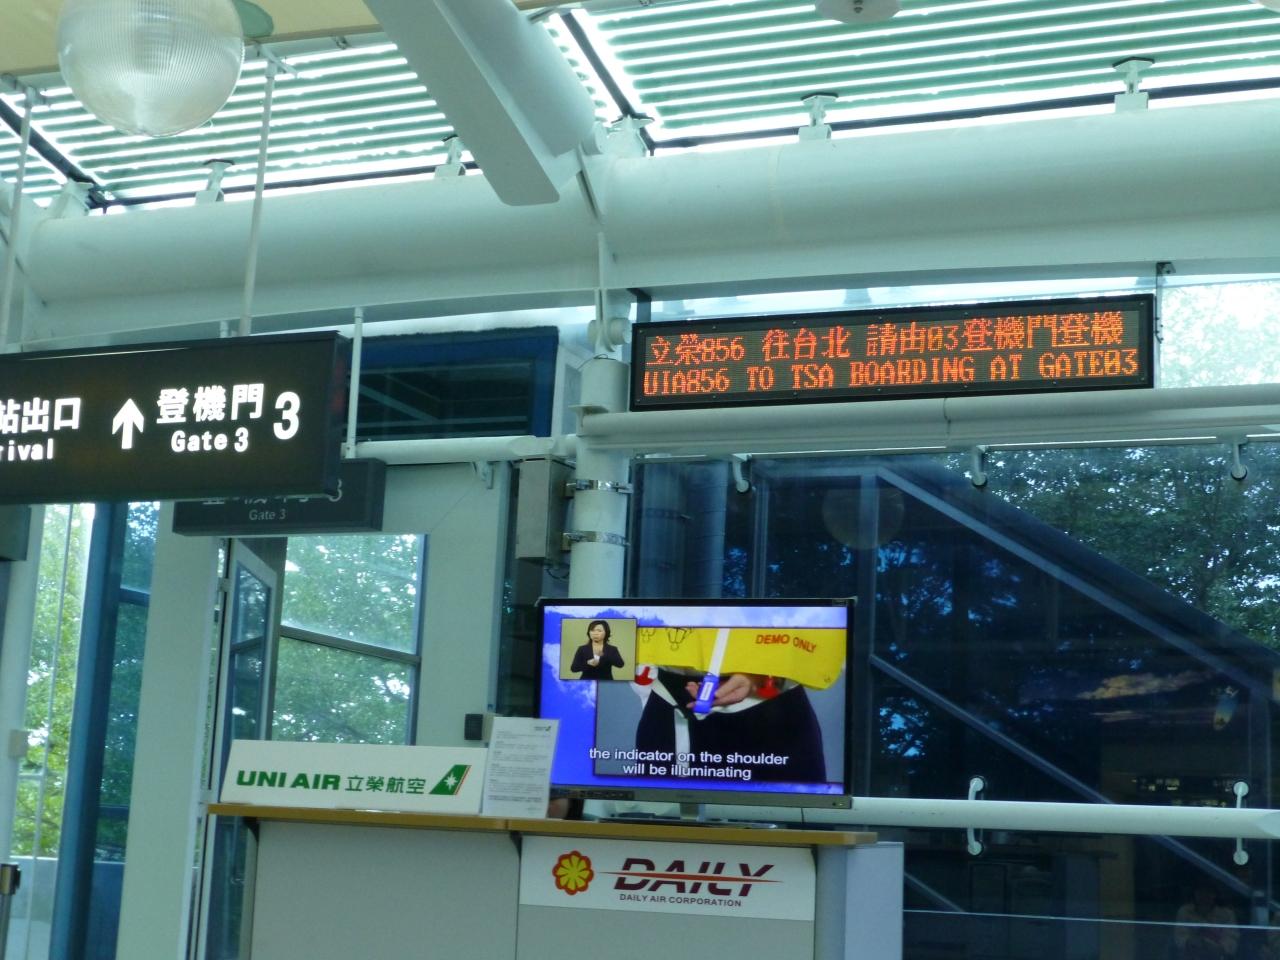 立榮856 往台北 請由03登機門登機
UIA856 TO TSA BOARDING AT GATE03
站出口
rival
登機門
Gate 3
3
Gate 3
DEMO ONLY
the indicator on the shoulder
will be illuminating
UNI AIR 立榮航空
DAILY
DAILY AIR CORPORATION